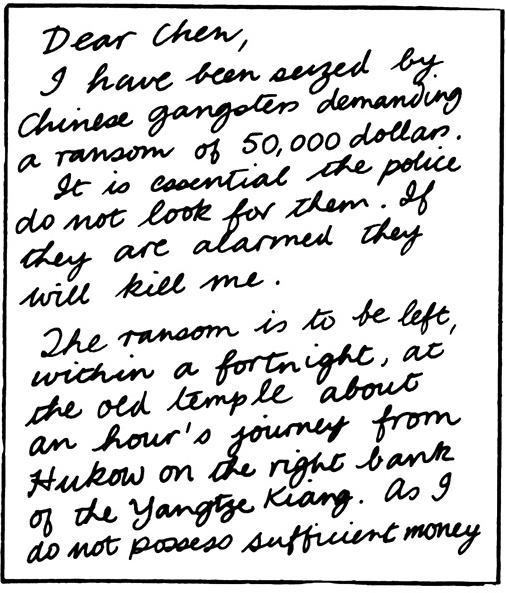 Dear Chen,
I have been seized by
Chinese gangsters demanding
a ransom of 50,000 dollars.
It is essential the police
do not look for them. If
they are alarmed they
will kill me.
The ransom is to be left,
within a fortnight, at
the old temple about
an hour's journey from
Hukow on the right bank
of the Yangtze Kiang. As I
do not possess sufficient money